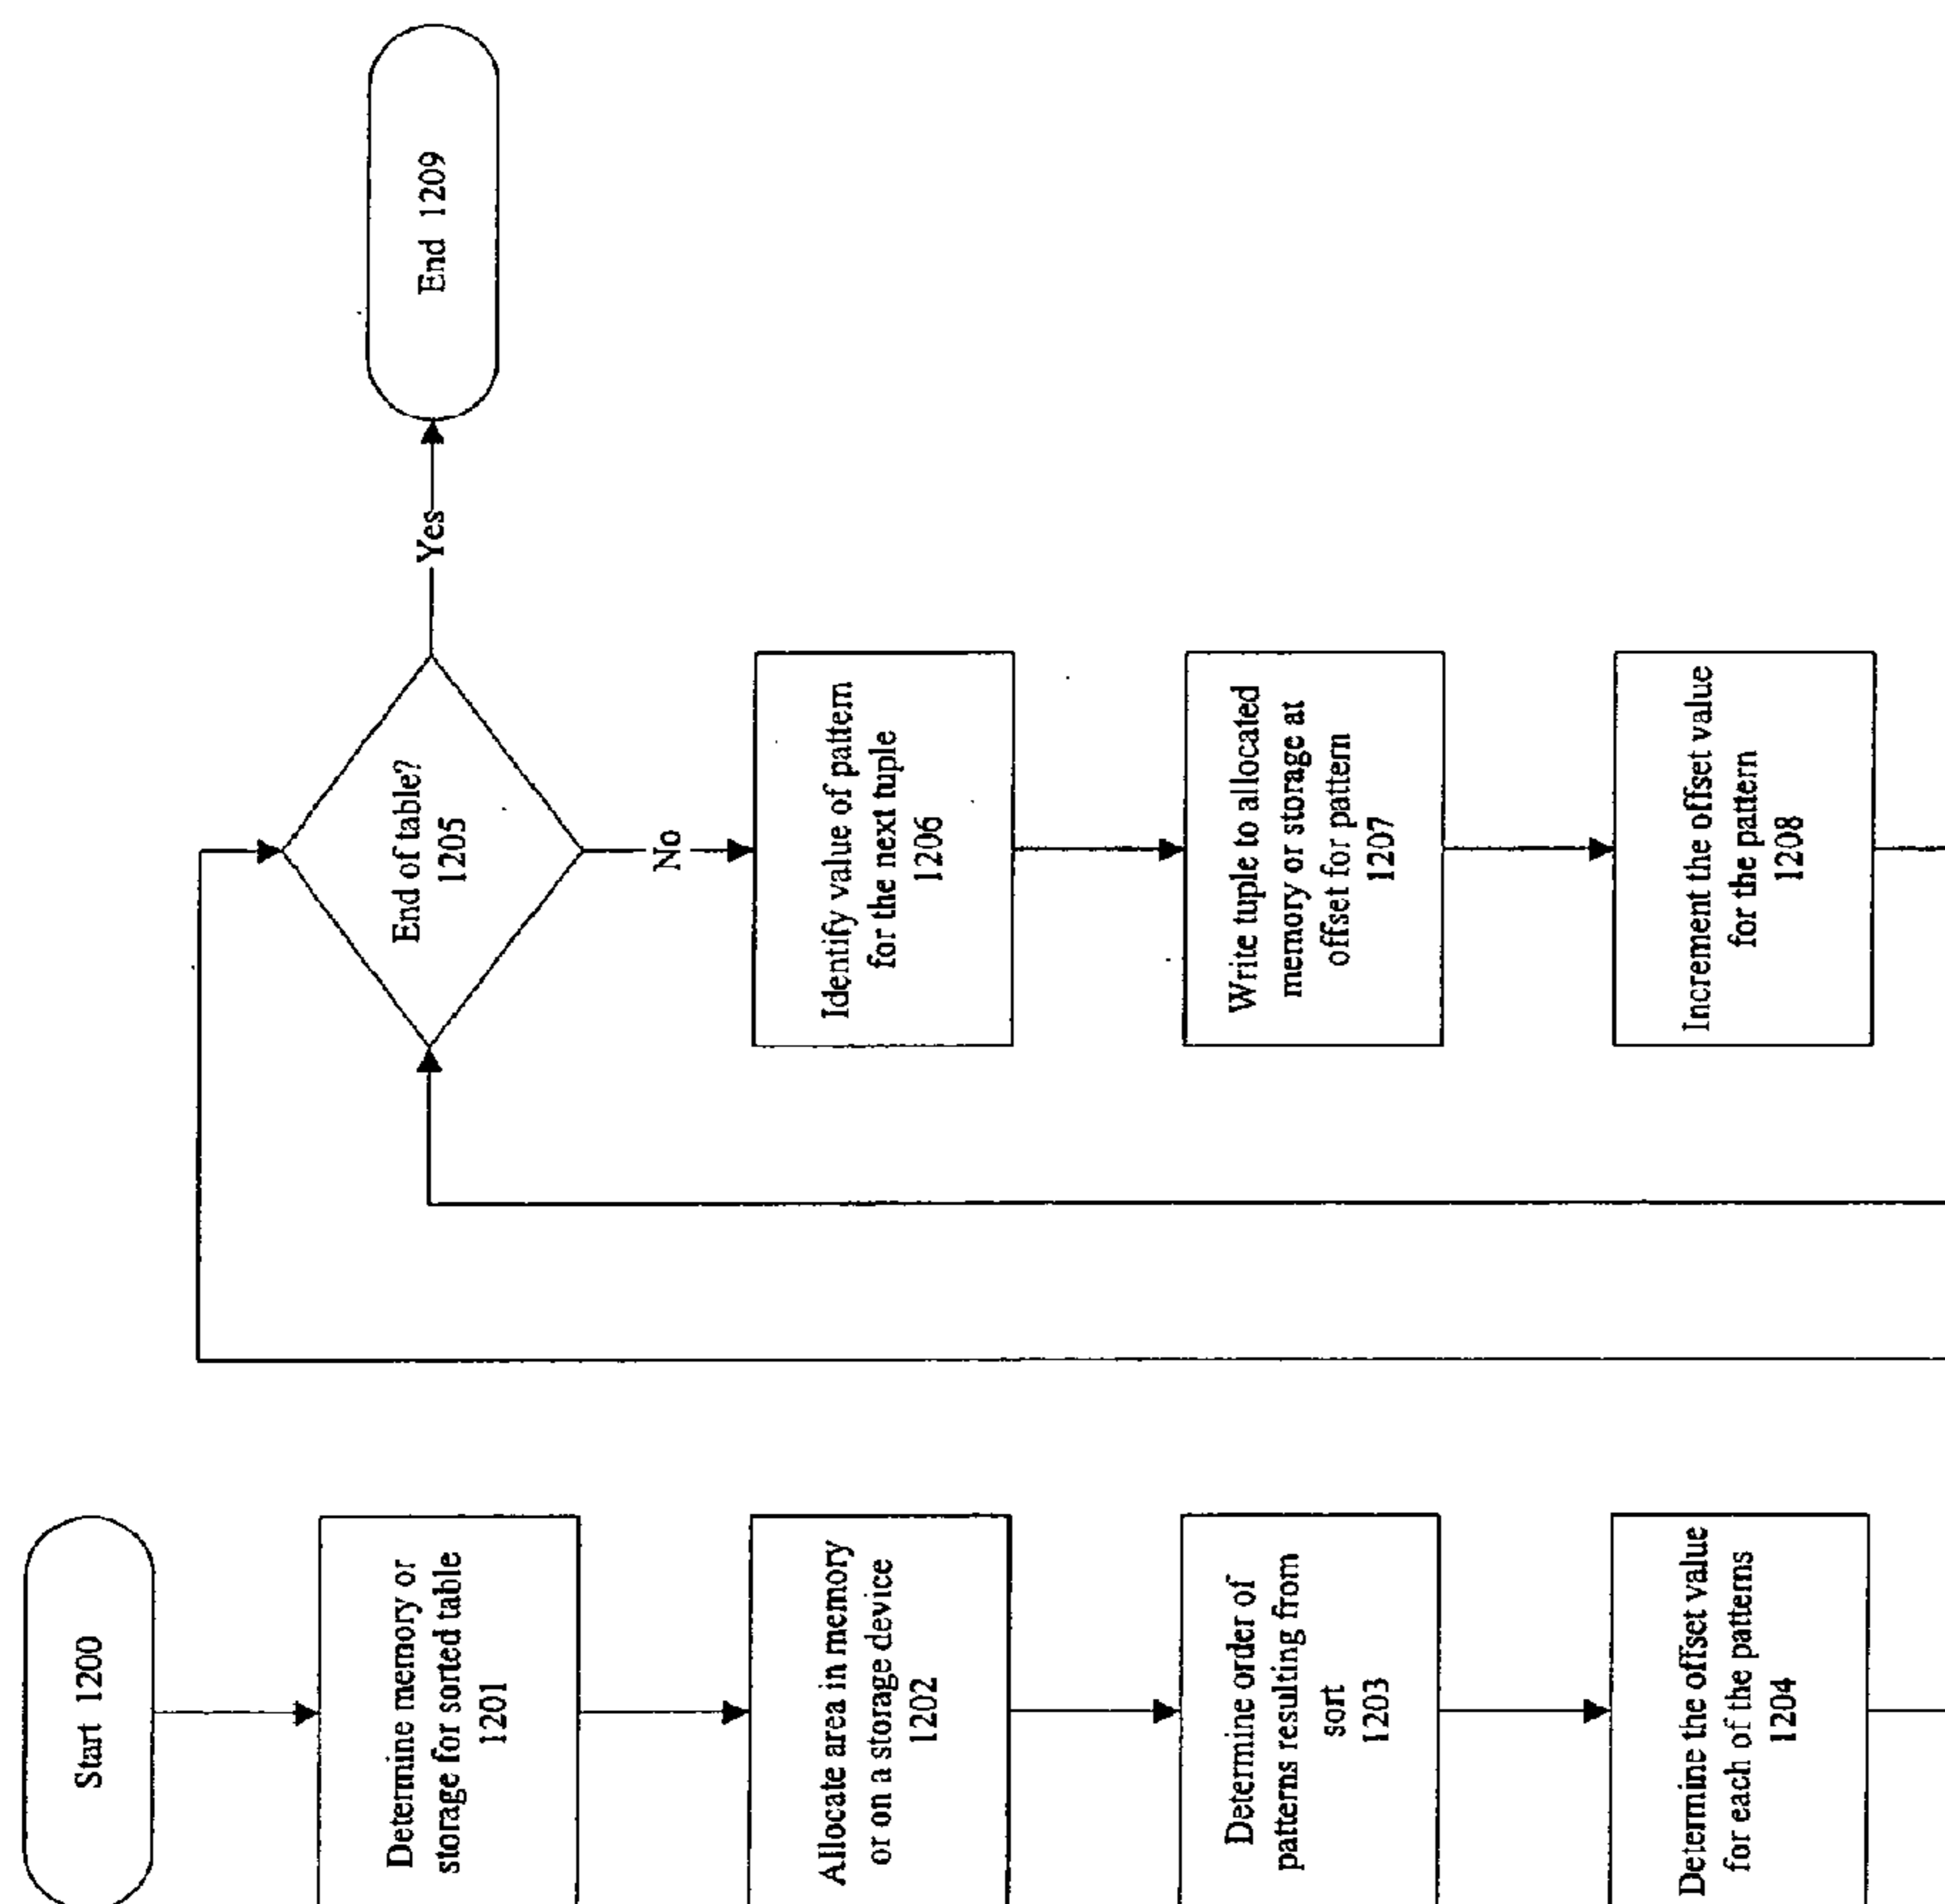 Start 1200
Determine memory or
storage for sorted table
1201
Allocate area in memory
or on a storage device
1202
Determine order of
patterns resulting from
sort
1203
Determine the offset value
for each of the patterns
1204
End of table?
1205
Yes
End 1209
No
Identify value of pattern
for the next tuple
1206
Write tuple to allocated
memory or storage at
offset for pattern
1207
Increment the offset value
for the pattern
1208